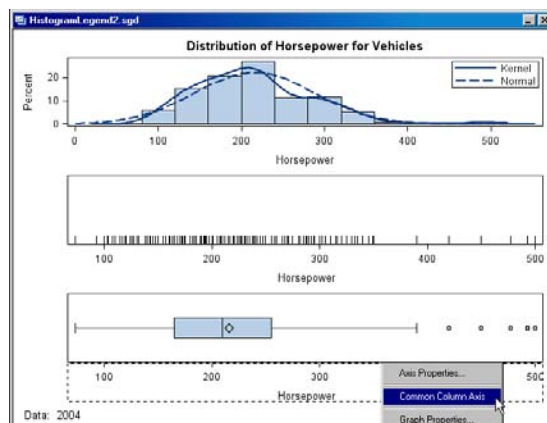 HistogramLegend2.sgd
Distribution of Horsepower for Vehicles
Percent
20
10
0
Kernel
Normal
0 100 200 300 400 500
Horsepower
100 200 300 400 500
Horsepower
100 200 300 500
Horsepower
Axis Properties...
Common Column Axis
Graph Properties...
Data: 2004